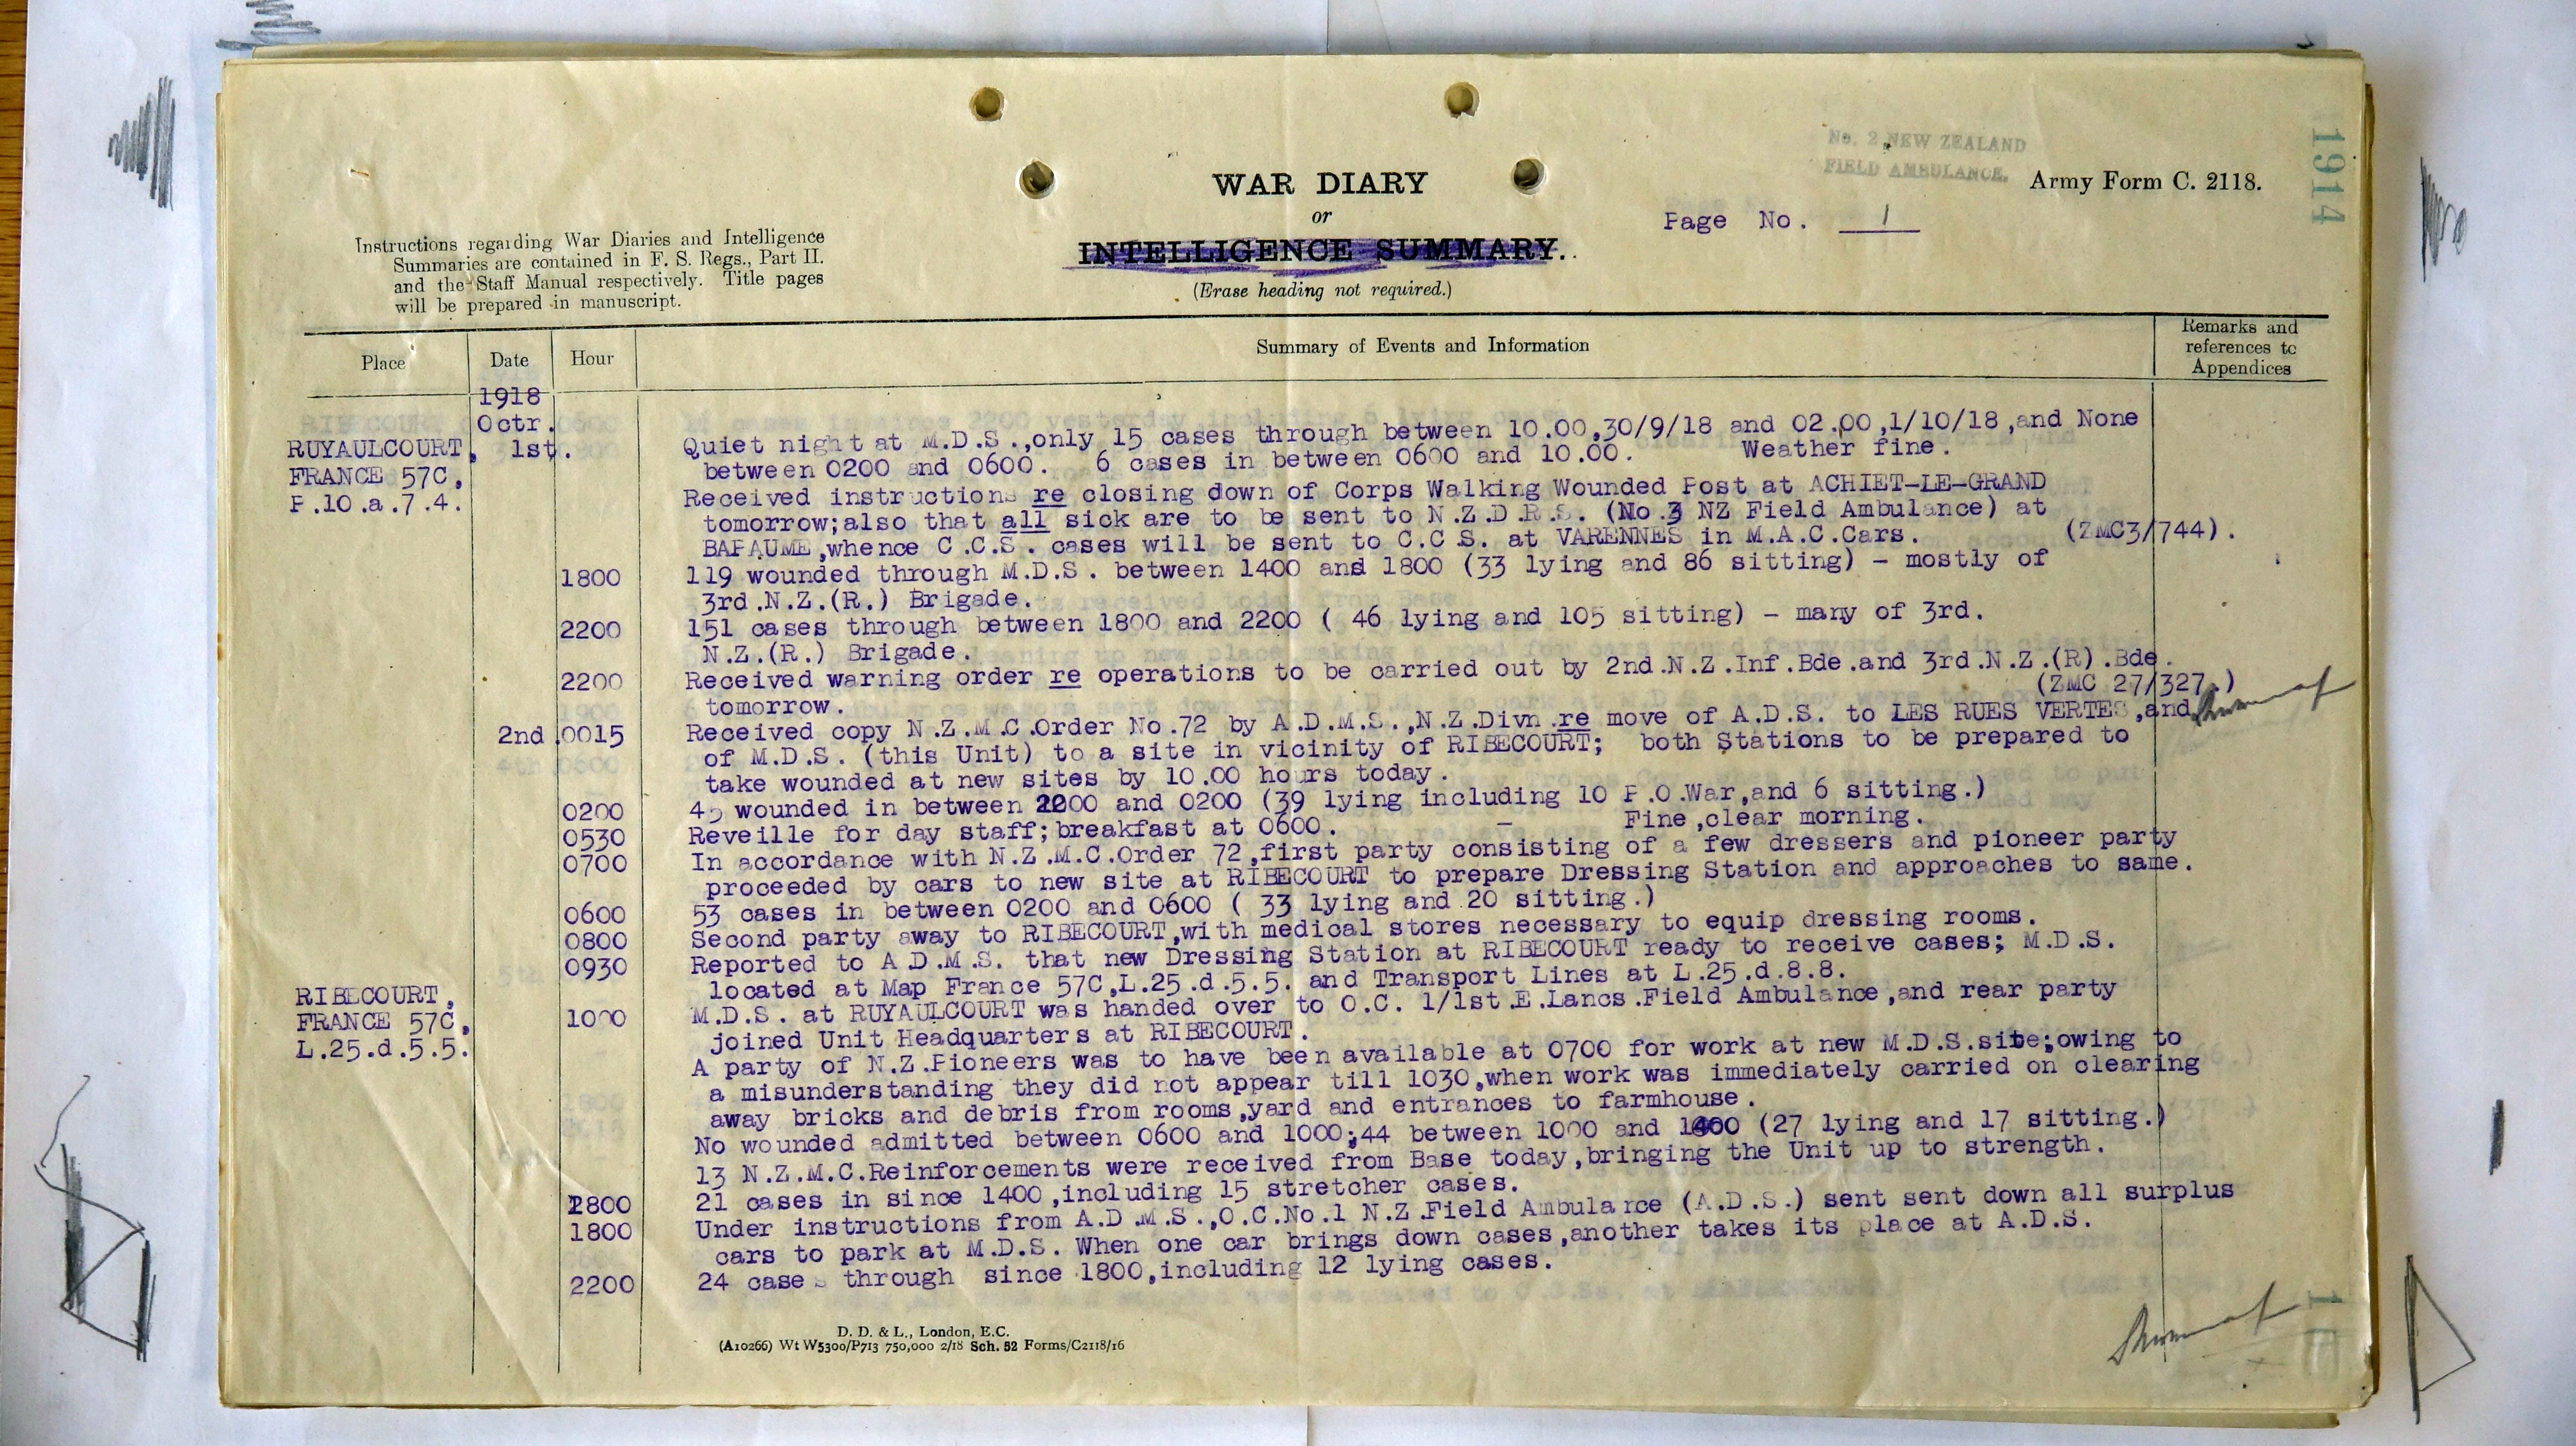 No. 2 NEW ZEALAND
FIELD AMBULANCE.
1914
WAR DIARY
or
INTELLIGENCE SUMMARY.
(Erase heading not required.)
Army Form C. 2118.
Page No. 1
Instructions regarding War Diaries and Intelligence
Summaries are contained in F. S. Regs., Part II.
and the Staff Manual respectively. Title pages
will be prepared in manuscript.
Place
Date
Hour
Summary of Events and Information
Remarks and
references to
Appendices
1918
Octr.
RUYAULCOURT, 1st. Quiet night at M.D.S.,only 15 cases through between 10.00,30/9/18 and 02.00,1/10/18,and None
FRANCE 57C, between 0200 and 0600. 6 cases in between 0600 and 10.00. Weather fine.
P.10.a.7.4. Received instructions re closing down of Corps Walking Wounded Post at ACHIET-LE-GRAND
tomorrow;also that all sick are to be sent to N.Z.D.R.S. (No.3 NZ Field Ambulance) at
BAPAUME,whence C.C.S. cases will be sent to C.C.S. at VARENNES in M.A.C.Cars. (ZMC3/744).
1800 119 wounded through M.D.S. between 1400 and 1800 (33 lying and 86 sitting) - mostly of
3rd.N.Z.(R.) Brigade.
2200 151 cases through between 1800 and 2200 ( 46 lying and 105 sitting) - many of 3rd.
N.Z.(R.) Brigade.
2200 Received warning order re operations to be carried out by 2nd.N.Z.Inf.Bde.and 3rd.N.Z.(R).Bde.
tomorrow. (ZMC 27/327.)
2nd.0015 Received copy N.Z.M.C.Order No.72 by A.D.M.S.,N.Z.Divn.re move of A.D.S. to LES RUES VERTES,and
of M.D.S. (this Unit) to a site in vicinity of RIBECOURT; both Stations to be prepared to
take wounded at new sites by 10.00 hours today.
0200 45 wounded in between 2200 and 0200 (39 lying including 10 P.O.War,and 6 sitting.)
0530 Reveille for day staff;breakfast at 0600. - Fine,clear morning.
0700 In accordance with N.Z.M.C.Order 72,first party consisting of a few dressers and pioneer party
proceeded by cars to new site at RIBECOURT to prepare Dressing Station and approaches to same.
0600 53 cases in between 0200 and 0600 ( 33 lying and 20 sitting.)
0800 Second party away to RIBECOURT,with medical stores necessary to equip dressing rooms.
0930 Reported to A.D.M.S. that new Dressing Station at RIBECOURT ready to receive cases; M.D.S.
RIBECOURT, located at Map France 57C,L.25.d.5.5. and Transport Lines at L.25.d.8.8.
FRANCE 57C, 1000 M.D.S. at RUYAULCOURT was handed over to O.C. 1/1st.E.Lancs.Field Ambulance,and rear party
L.25.d.5.5. joined Unit Headquarters at RIBECOURT.
A party of N.Z.Pioneers was to have been available at 0700 for work at new M.D.S.site;owing to
a misunderstanding they did not appear till 1030,when work was immediately carried on clearing
away bricks and debris from rooms,yard and entrances to farmhouse.
No wounded admitted between 0600 and 1000;44 between 1000 and 1400 (27 lying and 17 sitting.)
13 N.Z.M.C.Reinforcements were received from Base today,bringing the Unit up to strength.
1800 21 cases in since 1400,including 15 stretcher cases.
1800 Under instructions from A.D.M.S.,O.C.No.1 N.Z.Field Ambulance (A.D.S.) sent sent down all surplus
cars to park at M.D.S. When one car brings down cases,another takes its place at A.D.S.
2200 24 cases through since 1800,including 12 lying cases.
D. D. & L., London, E.C.
(A10266) Wt W5300/P713 750,000 2/18 Sch. 52 Forms/C2118/16